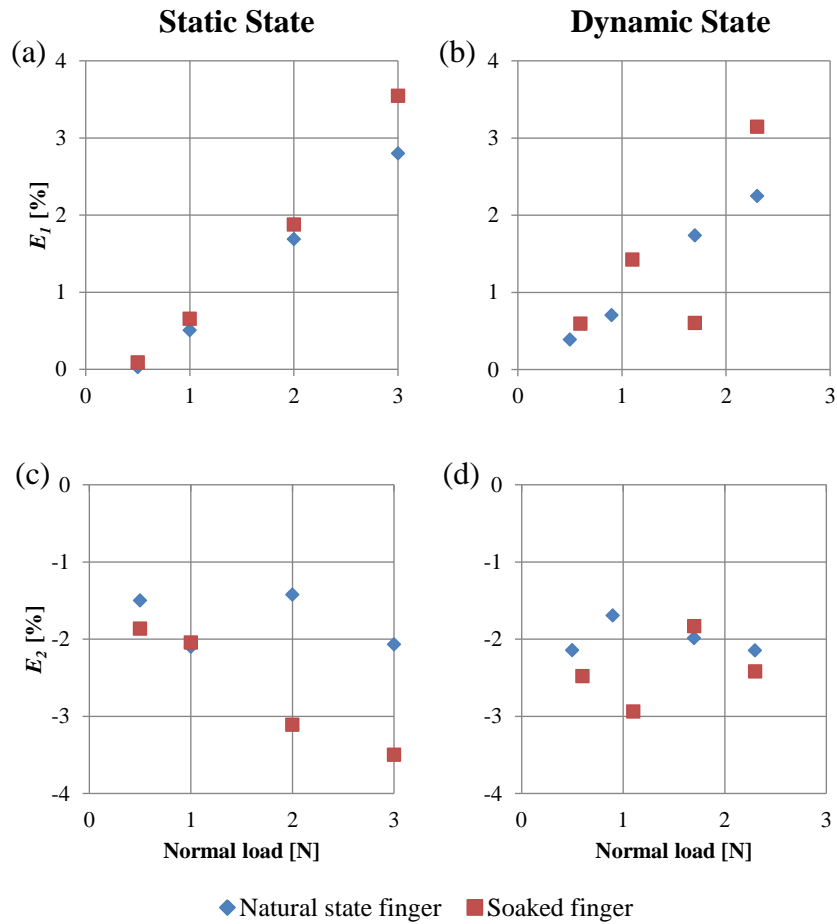 Static State
Dynamic State
(a)
(b)
4
3
2
1
0
E1 [%]
0 1 2 3
4
3
2
1
0
0 1 2 3
(c)
(d)
0
-1
-2
-3
-4
E2 [%]
0 1 2 3
Normal load [N]
0
-1
-2
-3
-4
0 1 2 3
Normal load [N]
Natural state finger
Soaked finger